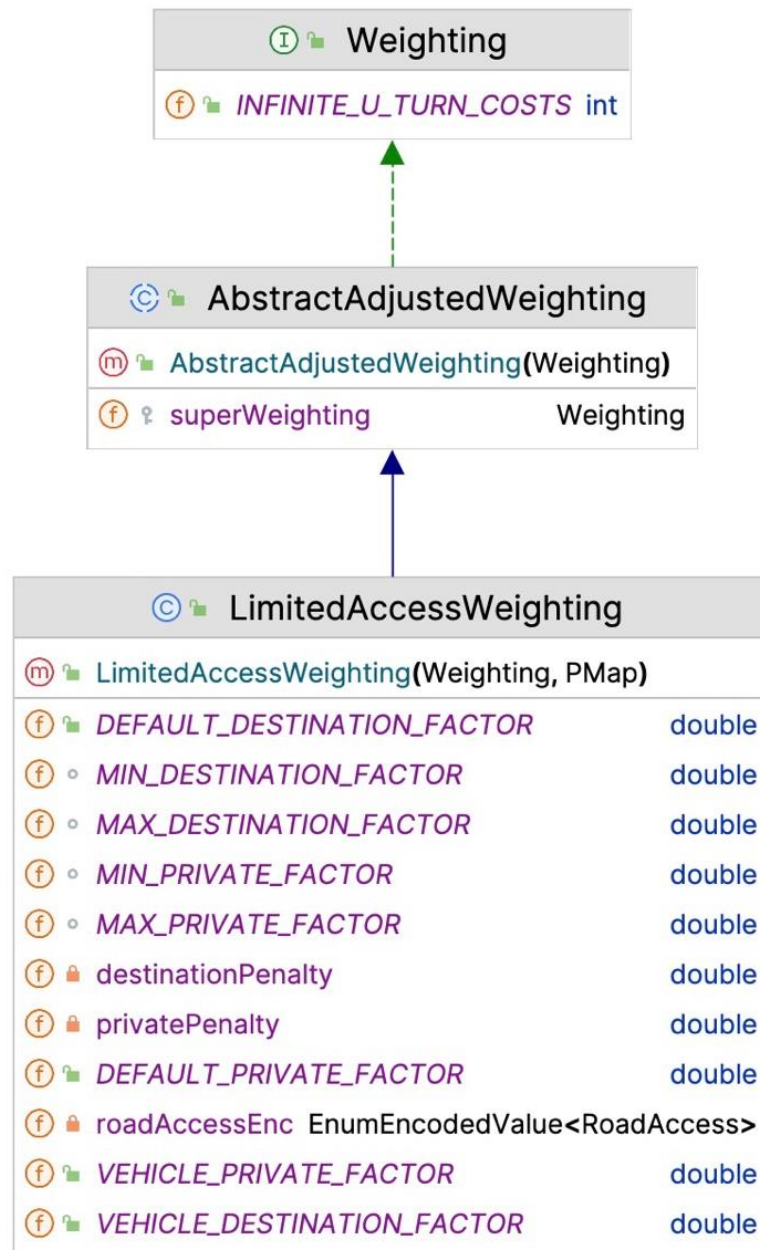 Weighting
INFINITE_U_TURN_COSTS int
AbstractAdjustedWeighting
AbstractAdjustedWeighting(Weighting)
superWeighting Weighting
LimitedAccessWeighting
LimitedAccessWeighting(Weighting, PMap)
DEFAULT_DESTINATION_FACTOR double
MIN_DESTINATION_FACTOR double
MAX_DESTINATION_FACTOR double
MIN_PRIVATE_FACTOR double
MAX_PRIVATE_FACTOR double
destinationPenalty double
privatePenalty double
DEFAULT_PRIVATE_FACTOR double
roadAccessEnc EnumEncodedValue<RoadAccess>
VEHICLE_PRIVATE_FACTOR double
VEHICLE_DESTINATION_FACTOR double